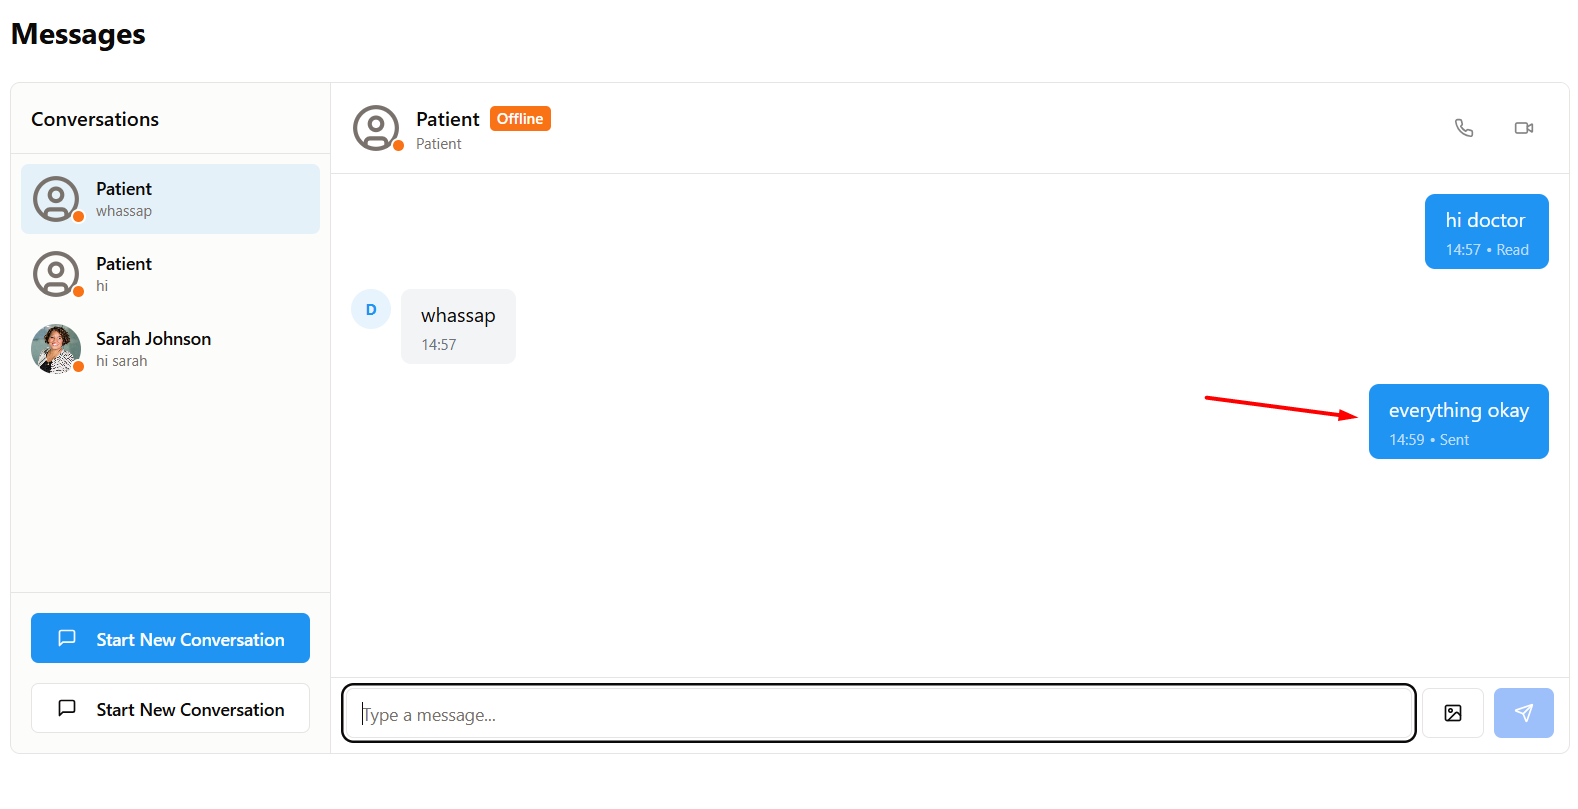 Messages
Conversations
Patient
whassap
Patient
hi
Sarah Johnson
hi sarah
Start New Conversation
Start New Conversation
Patient Offline
Patient
hi doctor
14:57 • Read
D
whassap
14:57
everything okay
14:59 • Sent
Type a message...